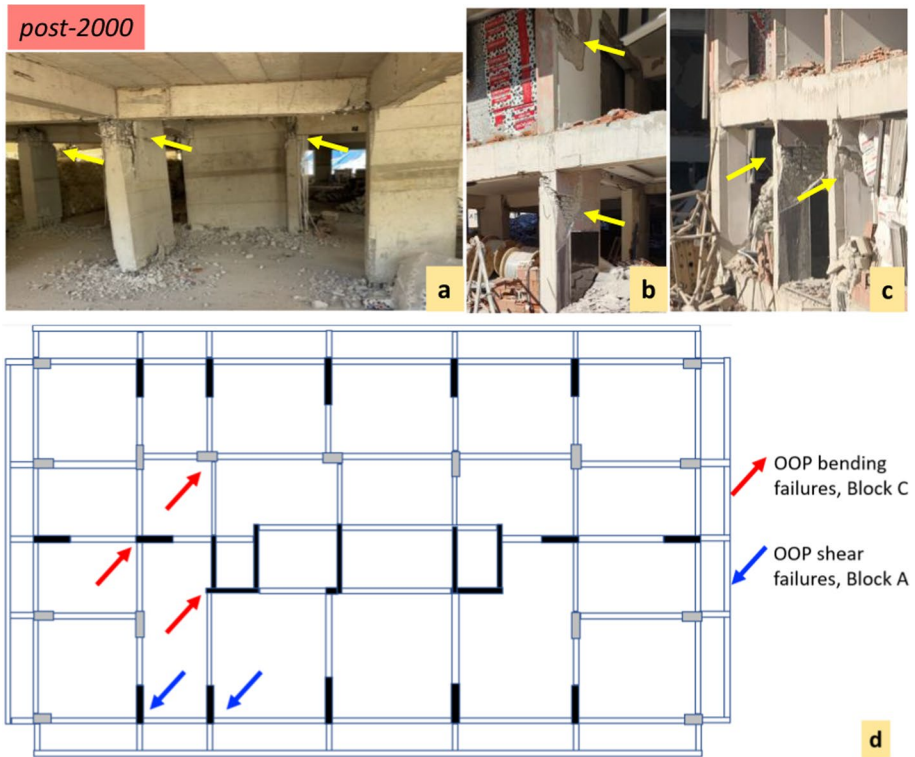 post-2000
a
b
c
OOP bending
failures, Block C
OOP shear
failures, Block A
d